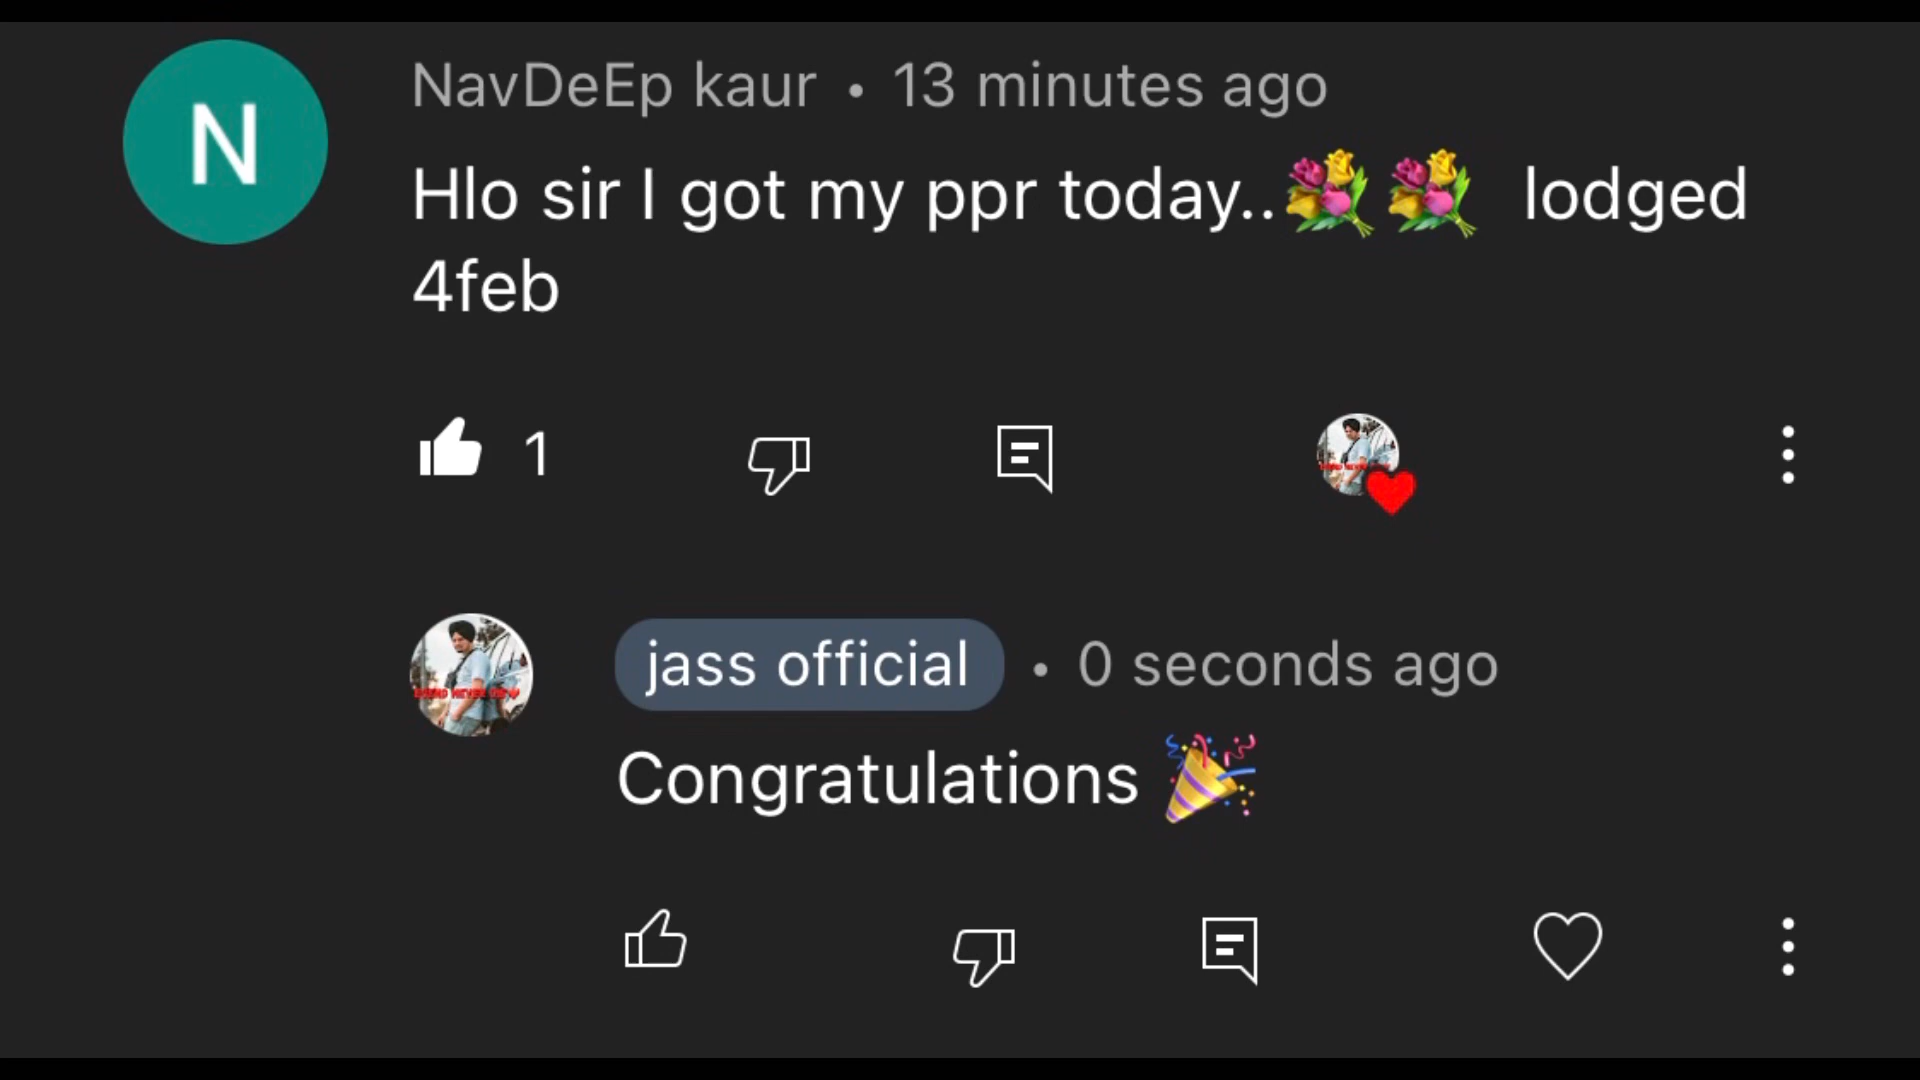 N
NavDeEp kaur • 13 minutes ago
Hlo sir I got my ppr today..💐💐 lodged
4feb
1
jass official • 0 seconds ago
Congratulations 🎉